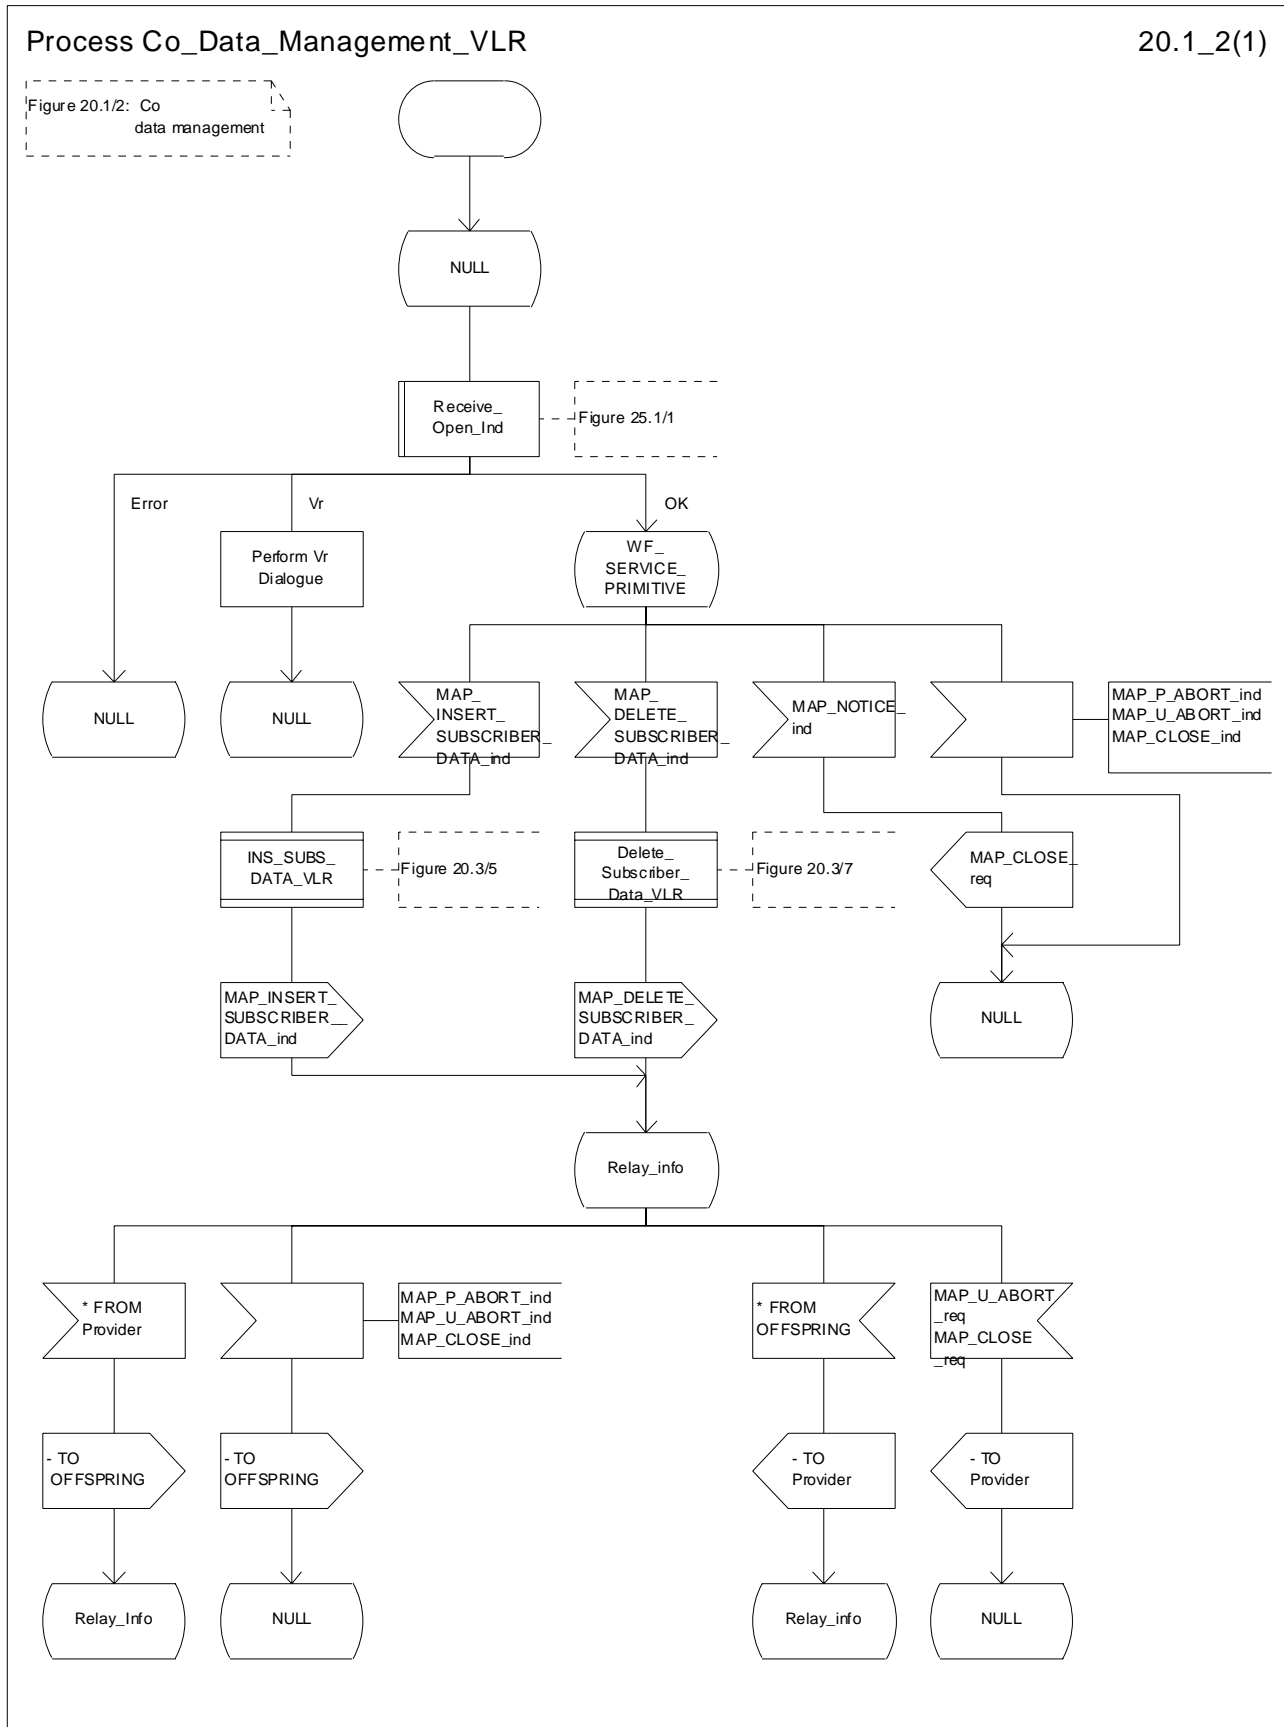 Process Co_Data_Management_VLR
20.1_2(1)
Figure 20.1/2: Co
data management
NULL
Receive_
Open_Ind
Figure 25.1/1
Error
Vr
OK
Perform Vr
Dialogue
WF_
SERVICE_
PRIMITIVE
NULL
NULL
MAP_
INSERT_
SUBSCRIBER_
DATA_ind
MAP_
DELETE_
SUBSCRIBER_
DATA_ind
MAP_NOTICE_
ind
MAP_P_ABORT_ind
MAP_U_ABORT_ind
MAP_CLOSE_ind
INS_SUBS_
DATA_VLR
Figure 20.3/5
Delete_
Subscriber_
Data_VLR
Figure 20.3/7
MAP_CLOSE_
req
MAP_INSERT_
SUBSCRIBER__
DATA_ind
MAP_DELETE_
SUBSCRIBER_
DATA_ind
NULL
Relay_info
* FROM
Provider
MAP_P_ABORT_ind
MAP_U_ABORT_ind
MAP_CLOSE_ind
* FROM
OFFSPRING
MAP_U_ABORT
_req
MAP_CLOSE
_req
- TO
OFFSPRING
- TO
OFFSPRING
- TO
Provider
- TO
Provider
Relay_Info
NULL
Relay_info
NULL